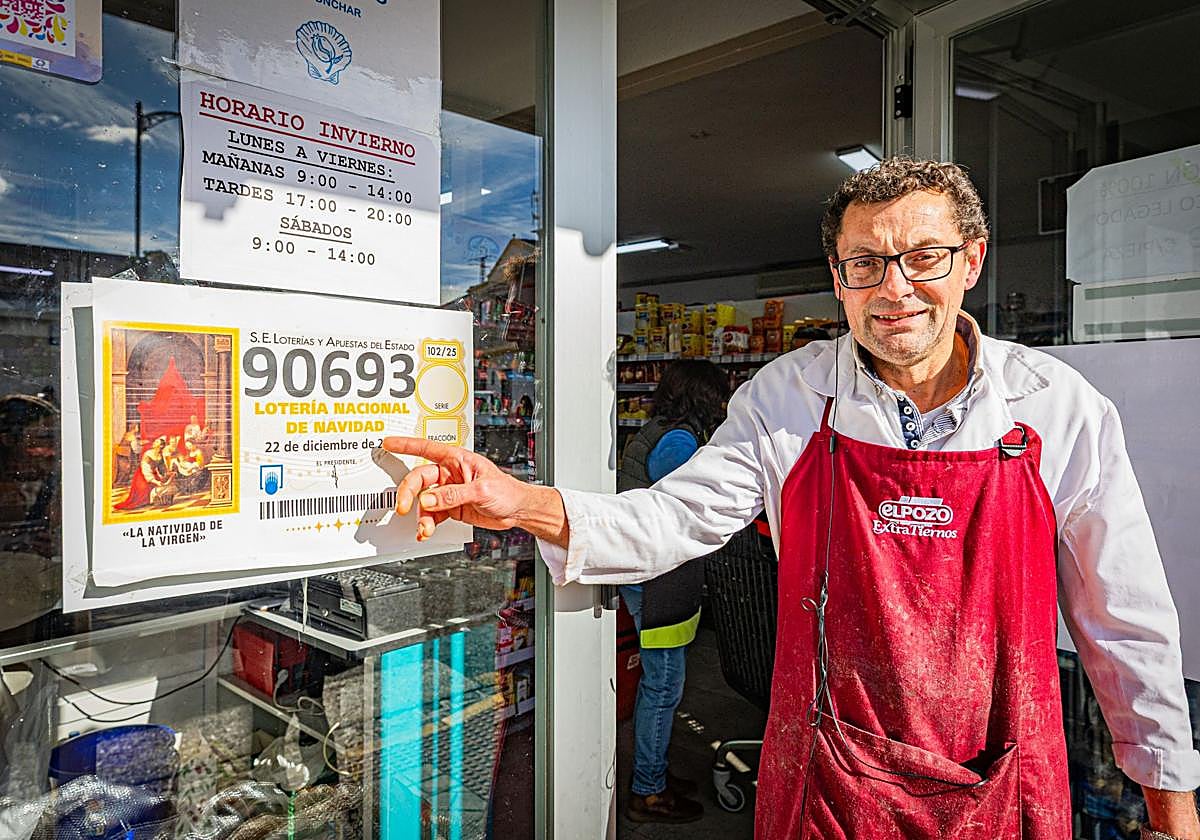 HORARIO INVIERNO
LUNES A VIERNES:
MAÑANAS 9:00 - 14:00
TARDES 17:00 - 20:00
SÁBADOS
9:00 - 14:00
S.E. LOTERÍAS Y APUESTAS DEL ESTADO
90693
102/25
LOTERÍA NACIONAL
DE NAVIDAD
SERIE
22 de diciembre de 2
FRACCIÓN
EL PRESIDENTE,
«LA NATIVIDAD DE
LA VIRGEN»
ELPOZO
ExtraTiernos
LEGADO